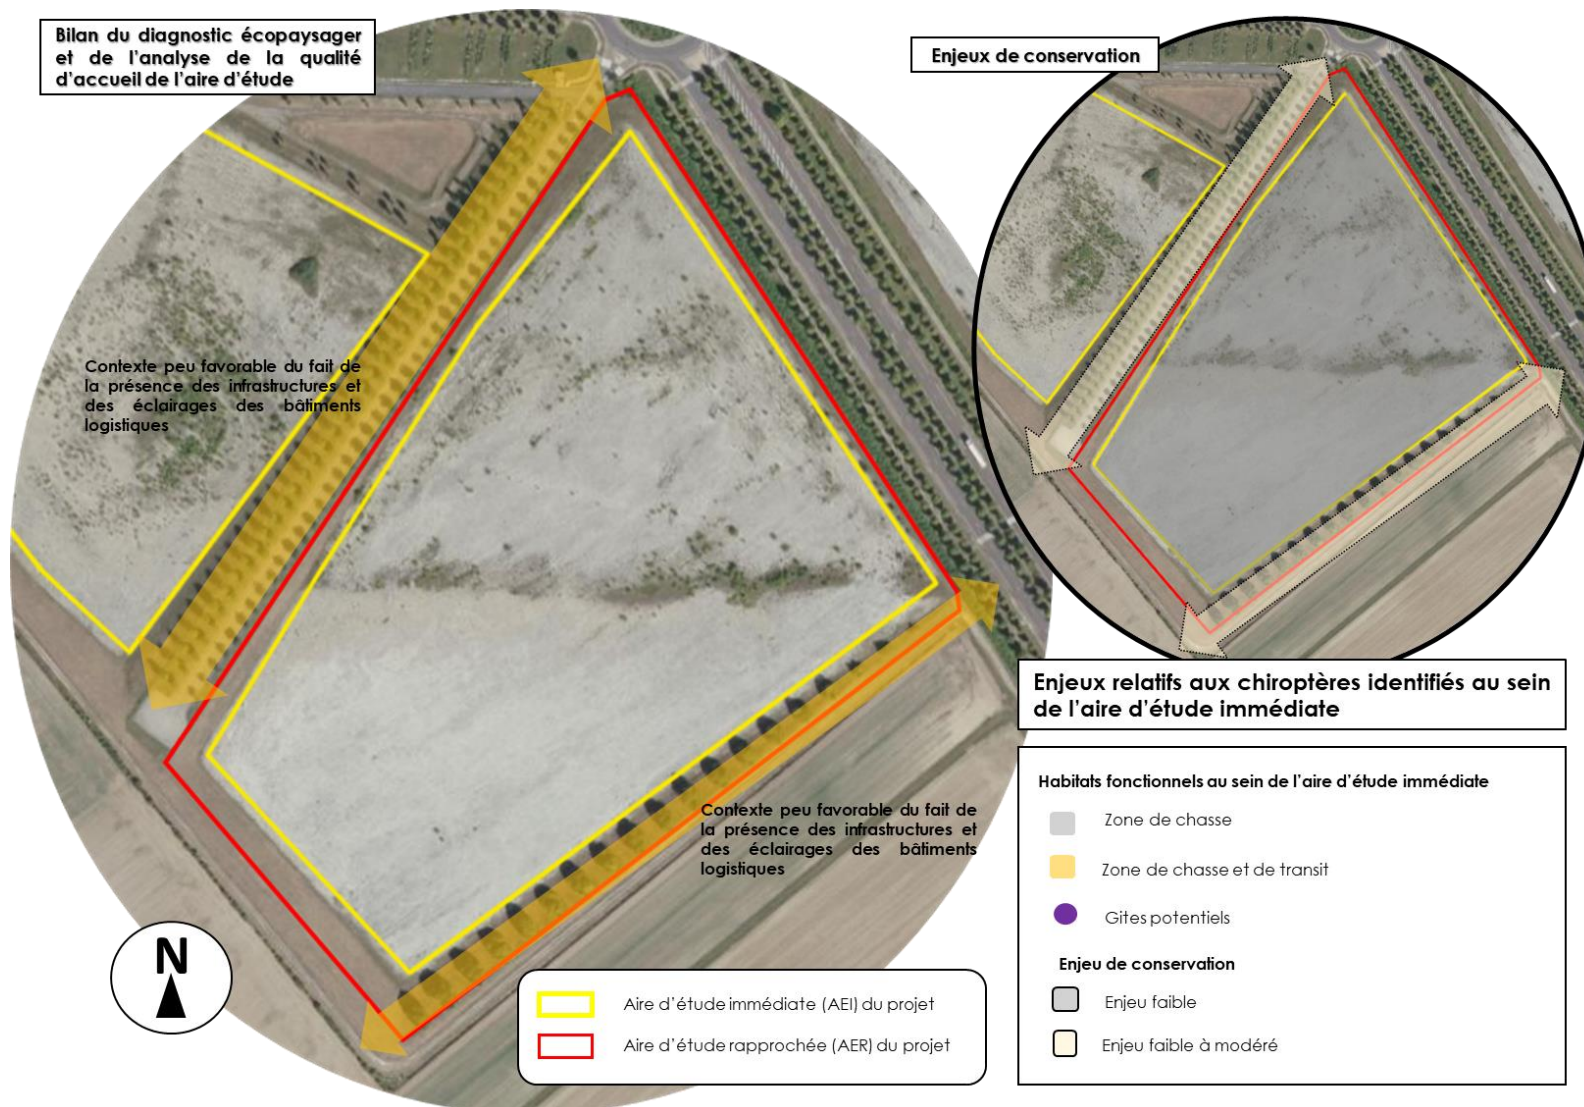 Bilan du diagnostic écopaysager
et de l'analyse de la qualité
d'accueil de l'aire d'étude
Enjeux de conservation
Contexte peu favorable du fait de
la présence des infrastructures et
des éclairages des bâtiments
logistiques
Contexte peu favorable du fait de
la présence des infrastructures et
des éclairages des bâtiments
logistiques
N
Aire d'étude immédiate (AEI) du projet
Aire d'étude rapprochée (AER) du projet
Enjeux relatifs aux chiroptères identifiés au sein
de l'aire d'étude immédiate
Habitats fonctionnels au sein de l'aire d'étude immédiate
Zone de chasse
Zone de chasse et de transit
Gites potentiels
Enjeu de conservation
Enjeu faible
Enjeu faible à modéré